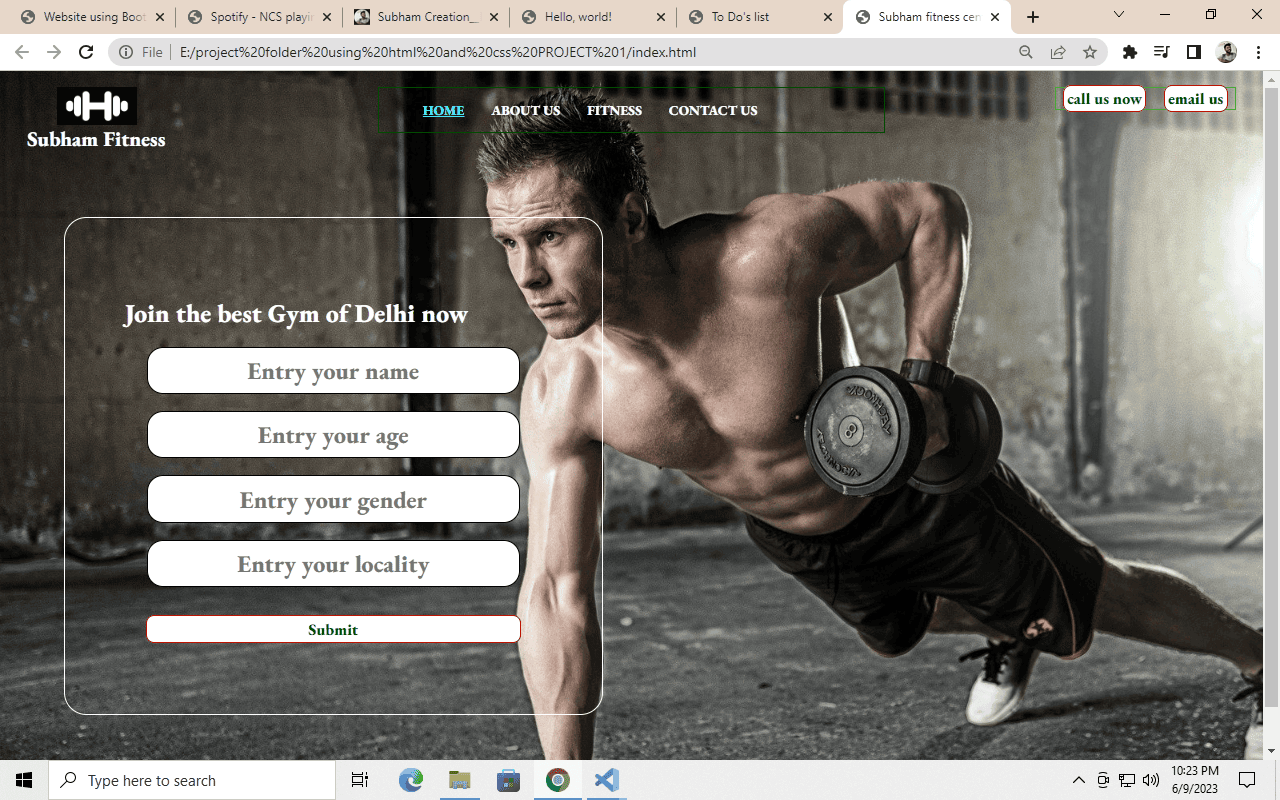 Website using Boot
Spotify - NCS playin
Subham Creation_
Hello, world!
To Do's list
Subham fitness cen
File
E:/project%20folder%20using%20html%20and%20css%20PROJECT%201/index.html
Subham Fitness
HOME
ABOUT US
FITNESS
CONTACT US
call us now
email us
Join the best Gym of Delhi now
Entry your name
Entry your age
Entry your gender
Entry your locality
Submit
8
Type here to search
10:23 PM
6/9/2023